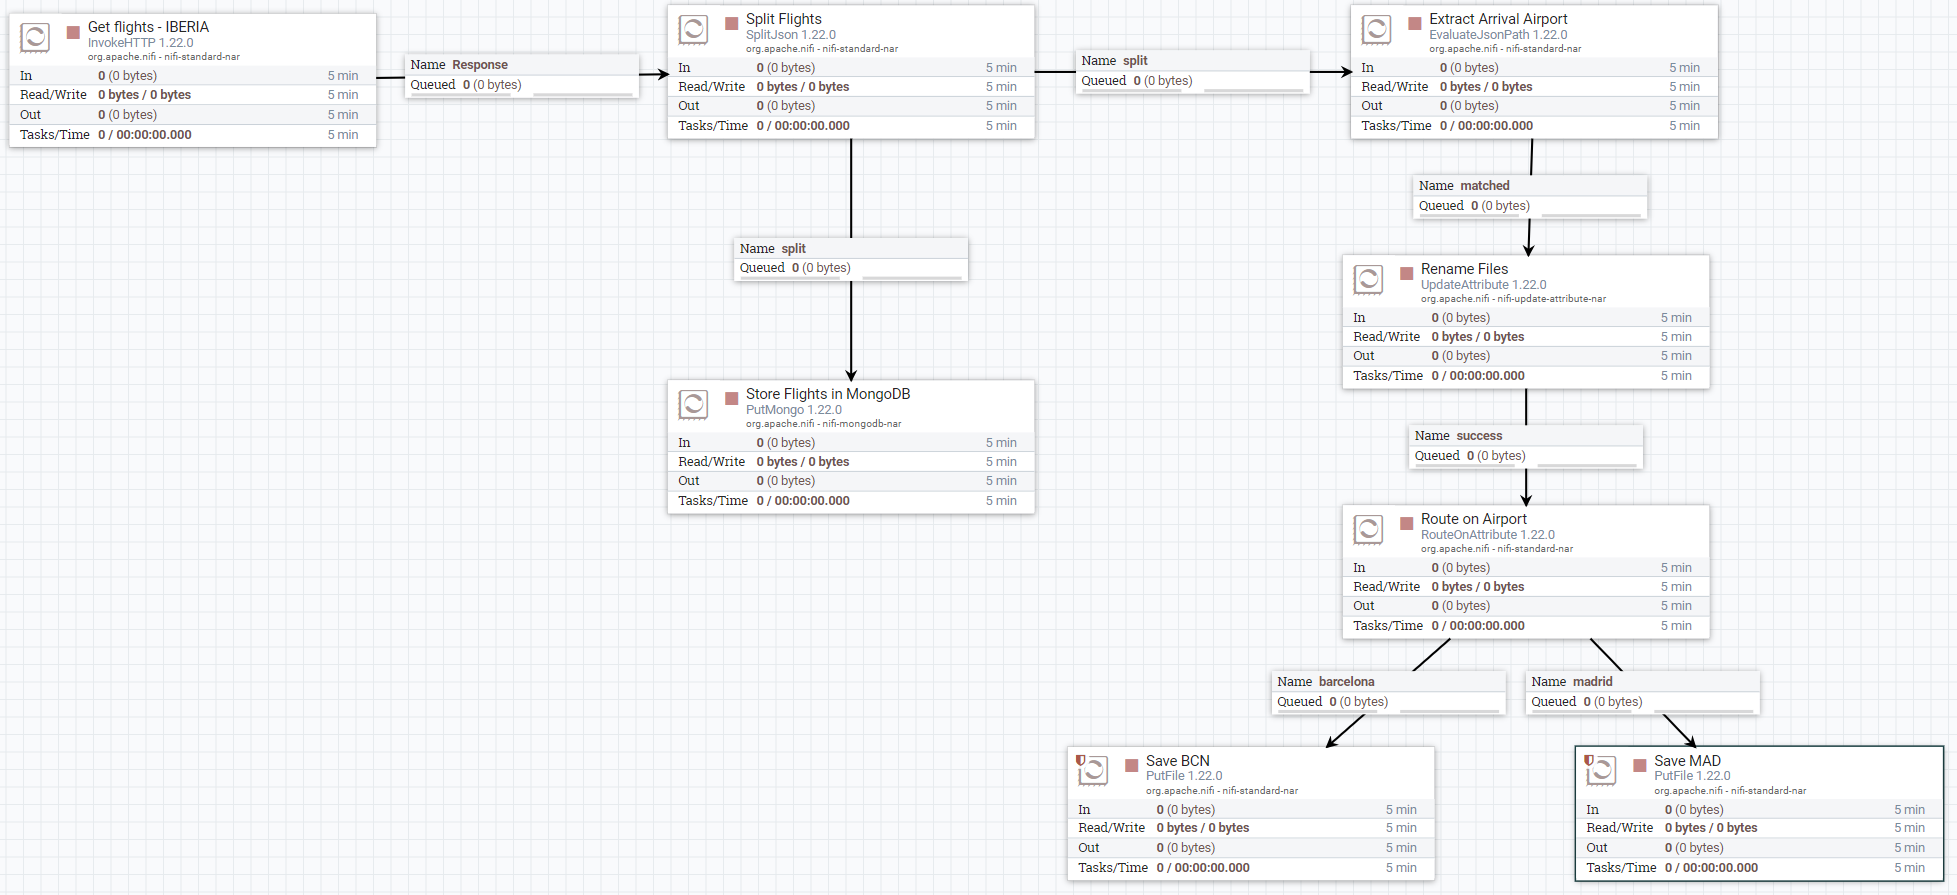 Get flights - IBERIA
InvokeHTTP 1.22.0
org.apache.nifi - nifi-standard-nar
In 0 (0 bytes) 5 min
Read/Write 0 bytes / 0 bytes 5 min
Out 0 (0 bytes) 5 min
Tasks/Time 0 / 00:00:00.000 5 min
Name Response
Queued 0 (0 bytes)
Split Flights
SplitJson 1.22.0
org.apache.nifi - nifi-standard-nar
In 0 (0 bytes) 5 min
Read/Write 0 bytes / 0 bytes 5 min
Out 0 (0 bytes) 5 min
Tasks/Time 0 / 00:00:00.000 5 min
Name split
Queued 0 (0 bytes)
Extract Arrival Airport
EvaluateJsonPath 1.22.0
org.apache.nifi - nifi-standard-nar
In 0 (0 bytes) 5 min
Read/Write 0 bytes / 0 bytes 5 min
Out 0 (0 bytes) 5 min
Tasks/Time 0 / 00:00:00.000 5 min
Name matched
Queued 0 (0 bytes)
Name split
Queued 0 (0 bytes)
Rename Files
UpdateAttribute 1.22.0
org.apache.nifi - nifi-update-attribute-nar
In 0 (0 bytes) 5 min
Read/Write 0 bytes / 0 bytes 5 min
Out 0 (0 bytes) 5 min
Tasks/Time 0 / 00:00:00.000 5 min
Store Flights in MongoDB
PutMongo 1.22.0
org.apache.nifi - nifi-mongodb-nar
In 0 (0 bytes) 5 min
Read/Write 0 bytes / 0 bytes 5 min
Out 0 (0 bytes) 5 min
Tasks/Time 0 / 00:00:00.000 5 min
Name success
Queued 0 (0 bytes)
Route on Airport
RouteOnAttribute 1.22.0
org.apache.nifi - nifi-standard-nar
In 0 (0 bytes) 5 min
Read/Write 0 bytes / 0 bytes 5 min
Out 0 (0 bytes) 5 min
Tasks/Time 0 / 00:00:00.000 5 min
Name barcelona
Queued 0 (0 bytes)
Name madrid
Queued 0 (0 bytes)
Save BCN
PutFile 1.22.0
org.apache.nifi - nifi-standard-nar
In 0 (0 bytes) 5 min
Read/Write 0 bytes / 0 bytes 5 min
Out 0 (0 bytes) 5 min
Tasks/Time 0 / 00:00:00.000 5 min
Save MAD
PutFile 1.22.0
org.apache.nifi - nifi-standard-nar
In 0 (0 bytes) 5 min
Read/Write 0 bytes / 0 bytes 5 min
Out 0 (0 bytes) 5 min
Tasks/Time 0 / 00:00:00.000 5 min